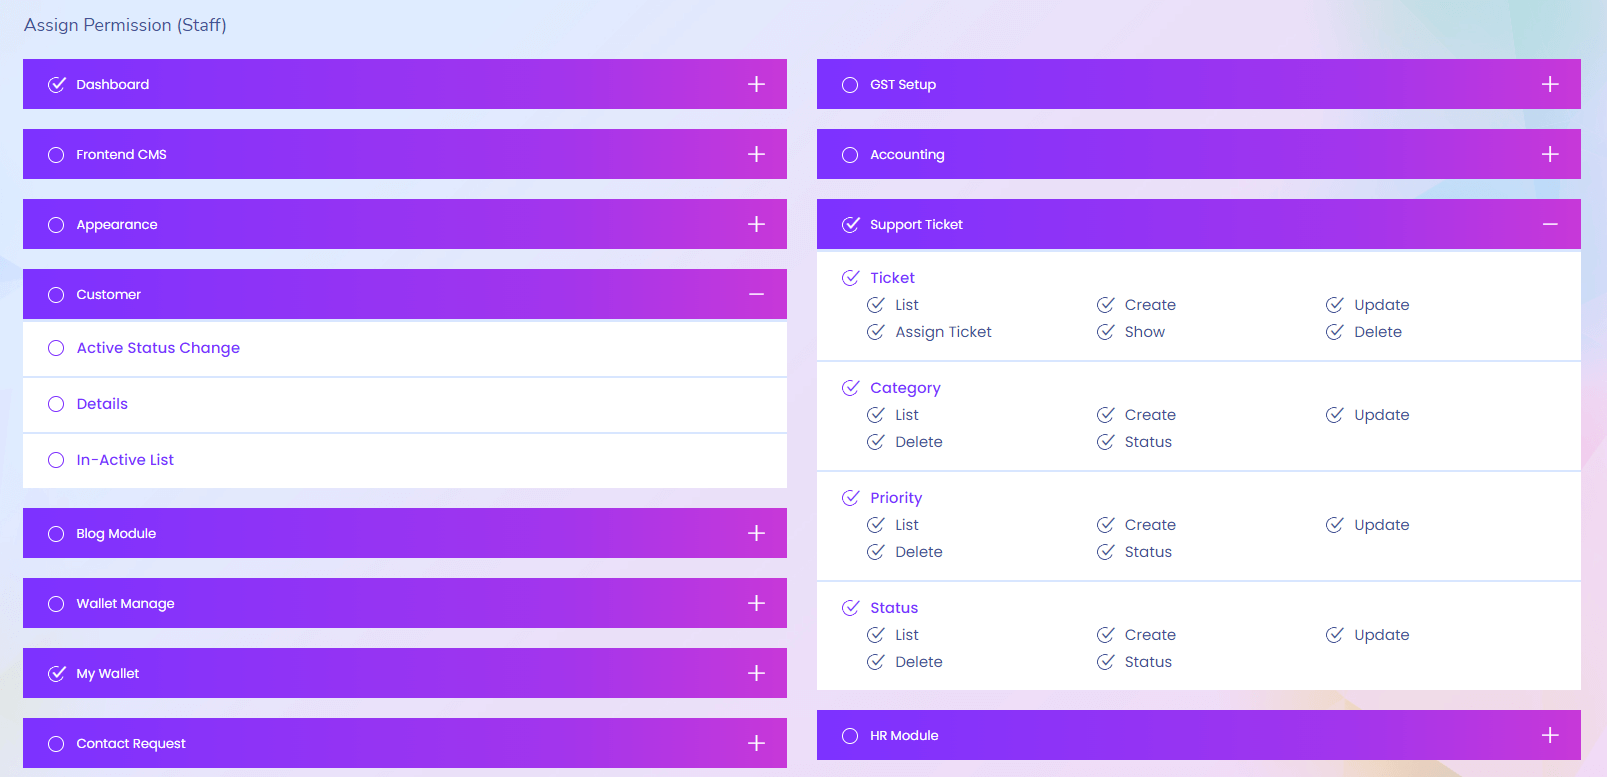 Assign Permission (Staff)
Dashboard
Frontend CMS
Appearance
Customer
Active Status Change
Details
In-Active List
Blog Module
Wallet Manage
My Wallet
Contact Request
GST Setup
Accounting
Support Ticket
Ticket
List Create Update
Assign Ticket Show Delete
Category
List Create Update
Delete Status
Priority
List Create Update
Delete Status
Status
List Create Update
Delete Status
HR Module